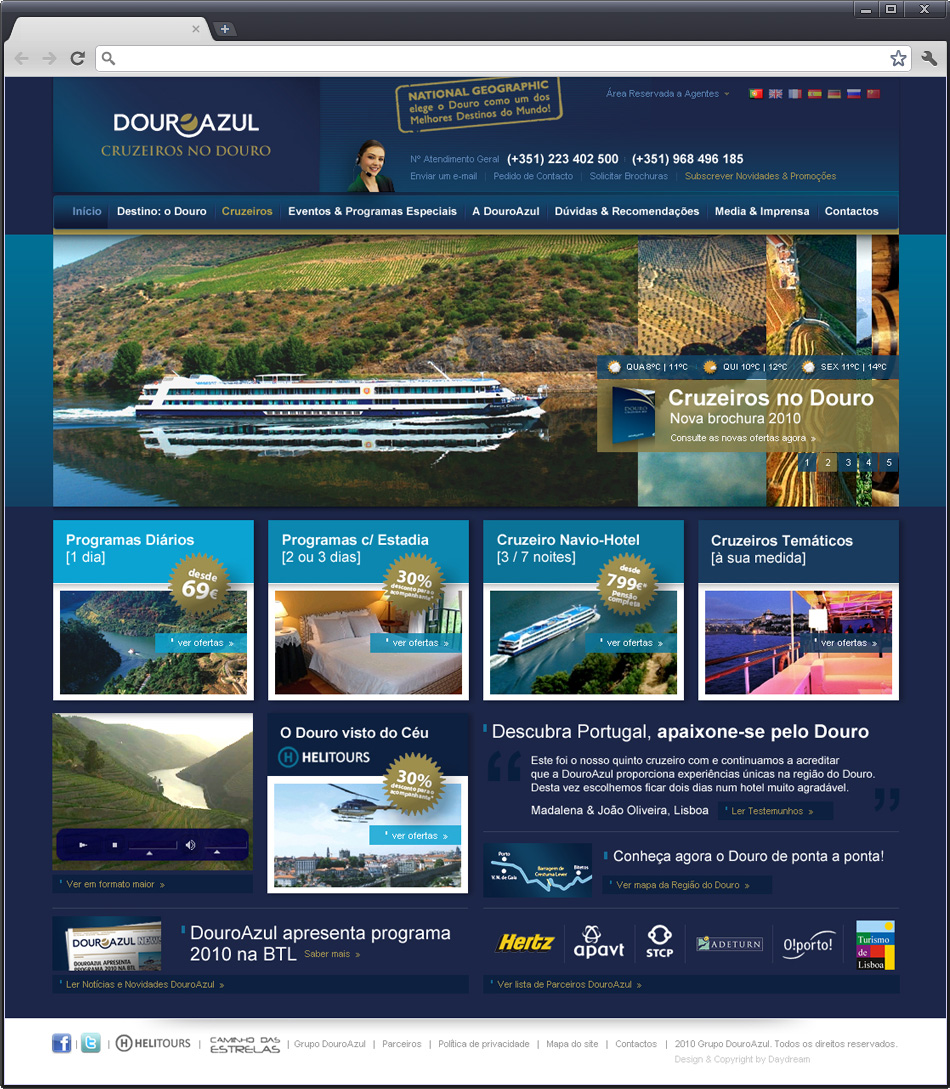 DOUROAZUL
CRUZEIROS NO DOURO
NATIONAL GEOGRAPHIC
elege o Douro como um dos
Melhores Destinos do Mundo!
Área Reservada a Agentes
Nº Atendimento Geral (+351) 223 402 500 (+351) 968 496 185
Enviar um e-mail Pedido de Contacto Solicitar Brochuras Subscrever Novidades & Promoções
Início Destino: o Douro Cruzeiros Eventos & Programas Especiais A DouroAzul Dúvidas & Recomendações Media & Imprensa Contactos
QUA 8ºC | 11ºC QUI 10ºC | 12ºC SEX 11ºC | 14ºC
DOURO
Cruzeiros no Douro
Nova brochura 2010
Consulte as novas ofertas agora »
1 2 3 4 5
Programas Diários
[1 dia]
desde
69€
ver ofertas »
Programas c/ Estadia
[2 ou 3 dias]
30%
desconto para o
acompanhante*
ver ofertas »
Cruzeiro Navio-Hotel
[3 / 7 noites]
desde
799€*
Pensão
completa
ver ofertas »
Cruzeiros Temáticos
[à sua medida]
ver ofertas »
Ver em formato maior »
O Douro visto do Céu
HELITOURS
30%
desconto para o
acompanhante*
ver ofertas »
Descubra Portugal, apaixone-se pelo Douro
Este foi o nosso quinto cruzeiro com e continuamos a acreditar
que a DouroAzul proporciona experiências únicas na região do Douro.
Desta vez escolhemos ficar dois dias num hotel muito agradável.
Madalena & João Oliveira, Lisboa
Ler Testemunhos »
Porto
V. N. de Gaia
Barragem de
Crestuma Lever
Bitetos
Conheça agora o Douro de ponta a ponta!
Ver mapa da Região do Douro »
DOUROAZUL NEWS
DOUROAZUL APRESENTA
PROGRAMA 2010 NA BTL
DouroAzul apresenta programa
2010 na BTL Saber mais »
Ler Notícias e Novidades DouroAzul »
Hertz
apavt
STCP
ADETURN
O!porto!
Turismo
de
Lisboa
Ver lista de Parceiros DouroAzul »
HELITOURS
CAMINHO DAS
ESTRELAS
Grupo DouroAzul | Parceiros | Política de privacidade | Mapa do site | Contactos | 2010 Grupo DouroAzul. Todos os direitos reservados.
Design & Copyright by Daydream